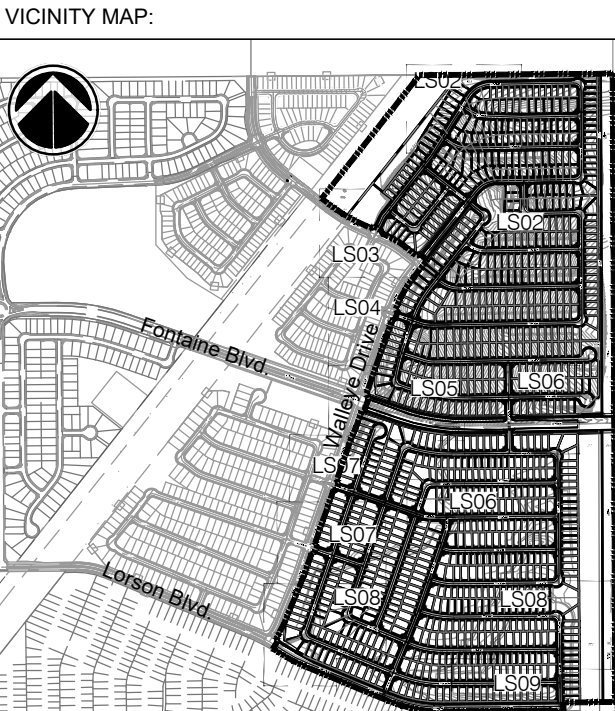 VICINITY MAP:
LS02
LS02
LS03
LS04
Fontaine Blvd.
Walleye Drive
LS05
LS06
LS07
LS06
LS07
LS08
LS08
Lorson Blvd.
LS09